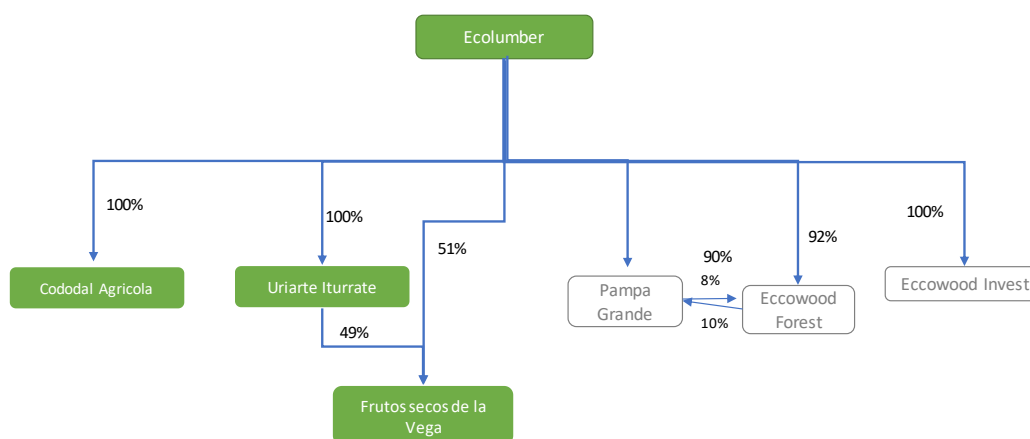 Ecolumber
100%
100%
51%
90%
92%
100%
Cododal Agricola
Uriarte Iturrate
Pampa
Grande
8%
10%
Eccowood
Forest
Eccowood Invest
49%
Frutos secos de la
Vega